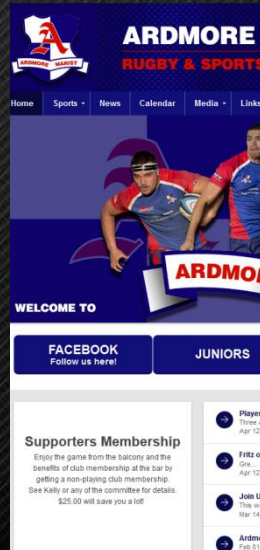 ARDMORE
RUGBY & SPORTS
ARDMORE MARIST
Home Sports News Calendar Media Links
ARDMO
WELCOME TO
FACEBOOK
Follow us here!
JUNIORS
Supporters Membership
Enjoy the game from the balcony and the
benefits of club membership at the bar by
getting a non-playing club membership.
See Kelly or any of the committee for details.
$25.00 will save you a lot!
Player
Three
Apr 12
Fritz o
Gre...
Apr 12
Join U
This w
Mar 14
Ardmo
Feb 01